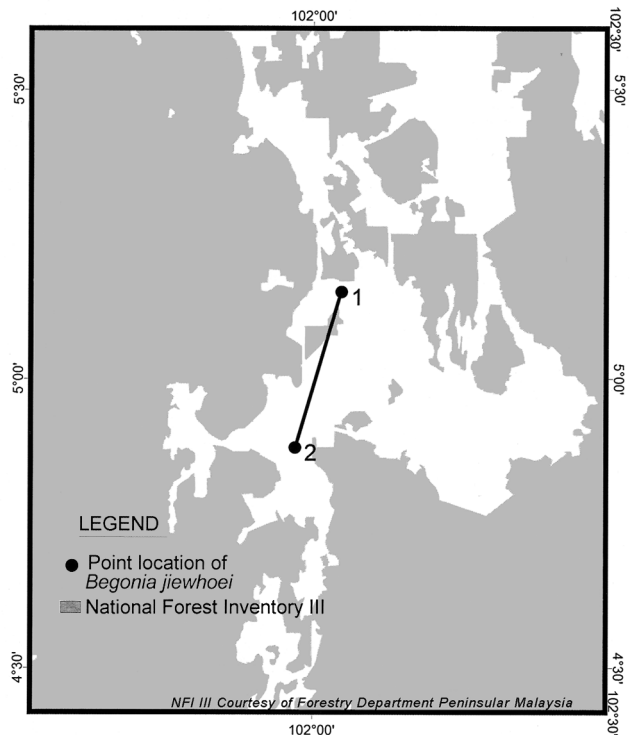 102°00'
102°30'
5°30'
5°30'
1
5°00'
5°00'
2
LEGEND
Point location of
Begonia jiewhoei
National Forest Inventory III
4°30'
4°30'
NFI III Courtesy of Forestry Department Peninsular Malaysia
102°30'
102°00'